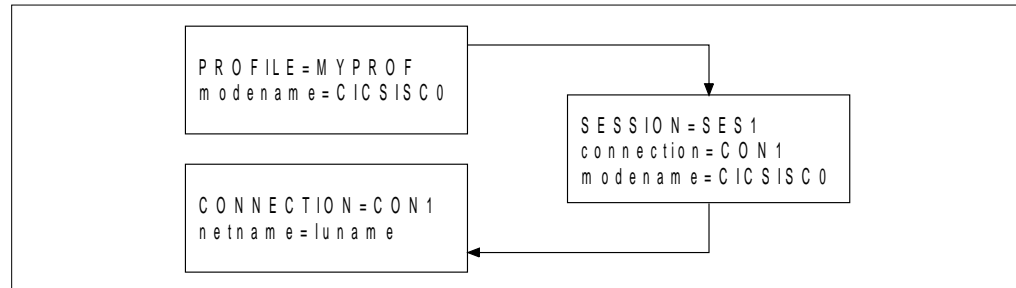 PROFILE=MYPROF
modename=CICSISC0
SESSION=SES1
connection=CON1
modename=CICSISC0
CONNECTION=CON1
netname=luname